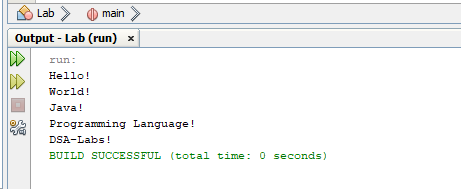 Lab main
Output - Lab (run) ×
run:
Hello!
World!
Java!
Programming Language!
DSA-Labs!
BUILD SUCCESSFUL (total time: 0 seconds)